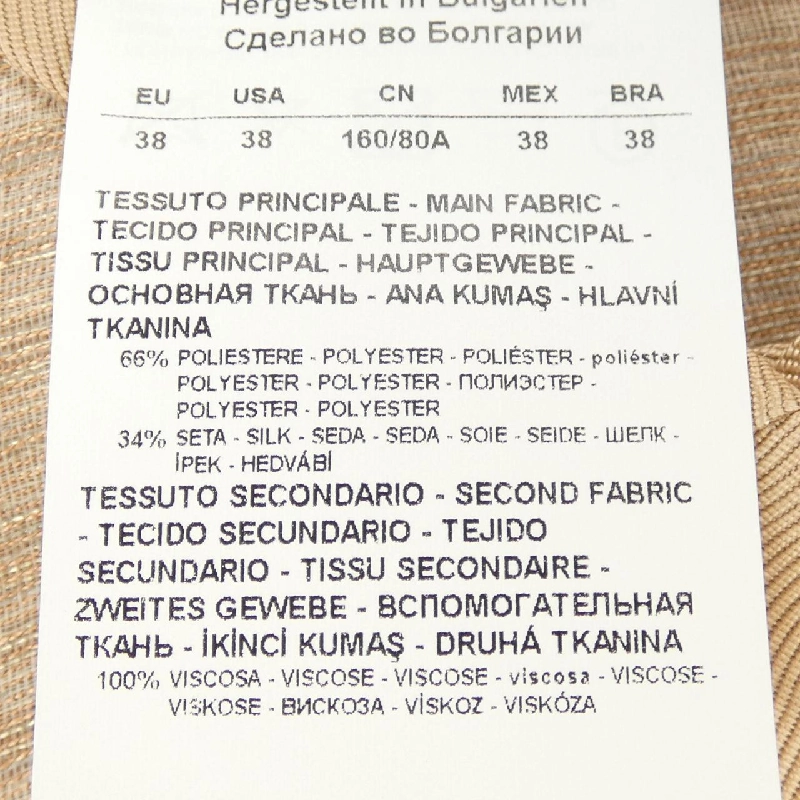 Hergestellt in Bulgarien
Сделано во Болгарии
EU USA CN MEX BRA
38 38 160/80A 38 38
TESSUTO PRINCIPALE - MAIN FABRIC -
TECIDO PRINCIPAL - TEJIDO PRINCIPAL -
TISSU PRINCIPAL - HAUPTGEWEBE -
ОСНОВНАЯ ТКАНЬ - ANA KUMAŞ - HLAVNÍ
TKANINA
66% POLIESTERE - POLYESTER - POLIÉSTER - poliéster -
POLYESTER - POLYESTER - ПОЛИЭСТЕР -
POLYESTER - POLYESTER
34% SETA - SILK - SEDA - SEDA - SOIE - SEIDE - ШЕЛК -
İPEK - HEDVÁBÍ
TESSUTO SECONDARIO - SECOND FABRIC
- TECIDO SECUNDARIO - TEJIDO
SECUNDARIO - TISSU SECONDAIRE -
ZWEITES GEWEBE - ВСПОМОГАТЕЛЬНАЯ
ТКАНЬ - İKİNCİ KUMAŞ - DRUHÁ TKANINA
100% VISCOSA - VISCOSE - VISCOSE - viscosa - VISCOSE -
VISKOSE - ВИСКОЗА - VİSKOZ - VISKÓZA